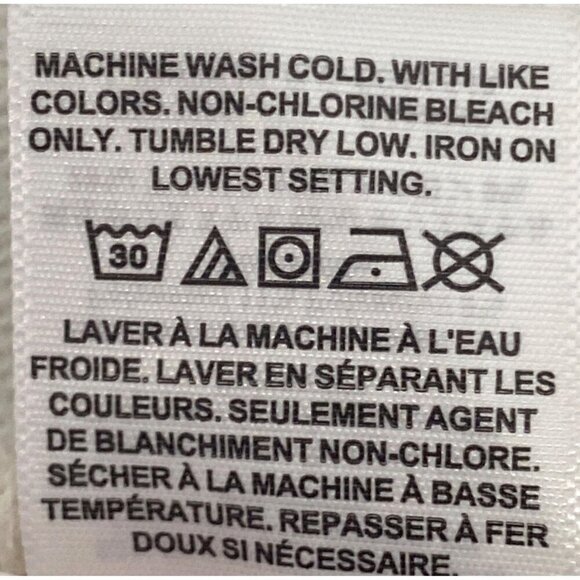 MACHINE WASH COLD. WITH LIKE
COLORS. NON-CHLORINE BLEACH
ONLY. TUMBLE DRY LOW. IRON ON
LOWEST SETTING.
30
LAVER À LA MACHINE À L'EAU
FROIDE. LAVER EN SÉPARANT LES
COULEURS. SEULEMENT AGENT
DE BLANCHIMENT NON-CHLORE.
SÉCHER À LA MACHINE À BASSE
TEMPÉRATURE. REPASSER À FER
DOUX SI NÉCESSAIRE.